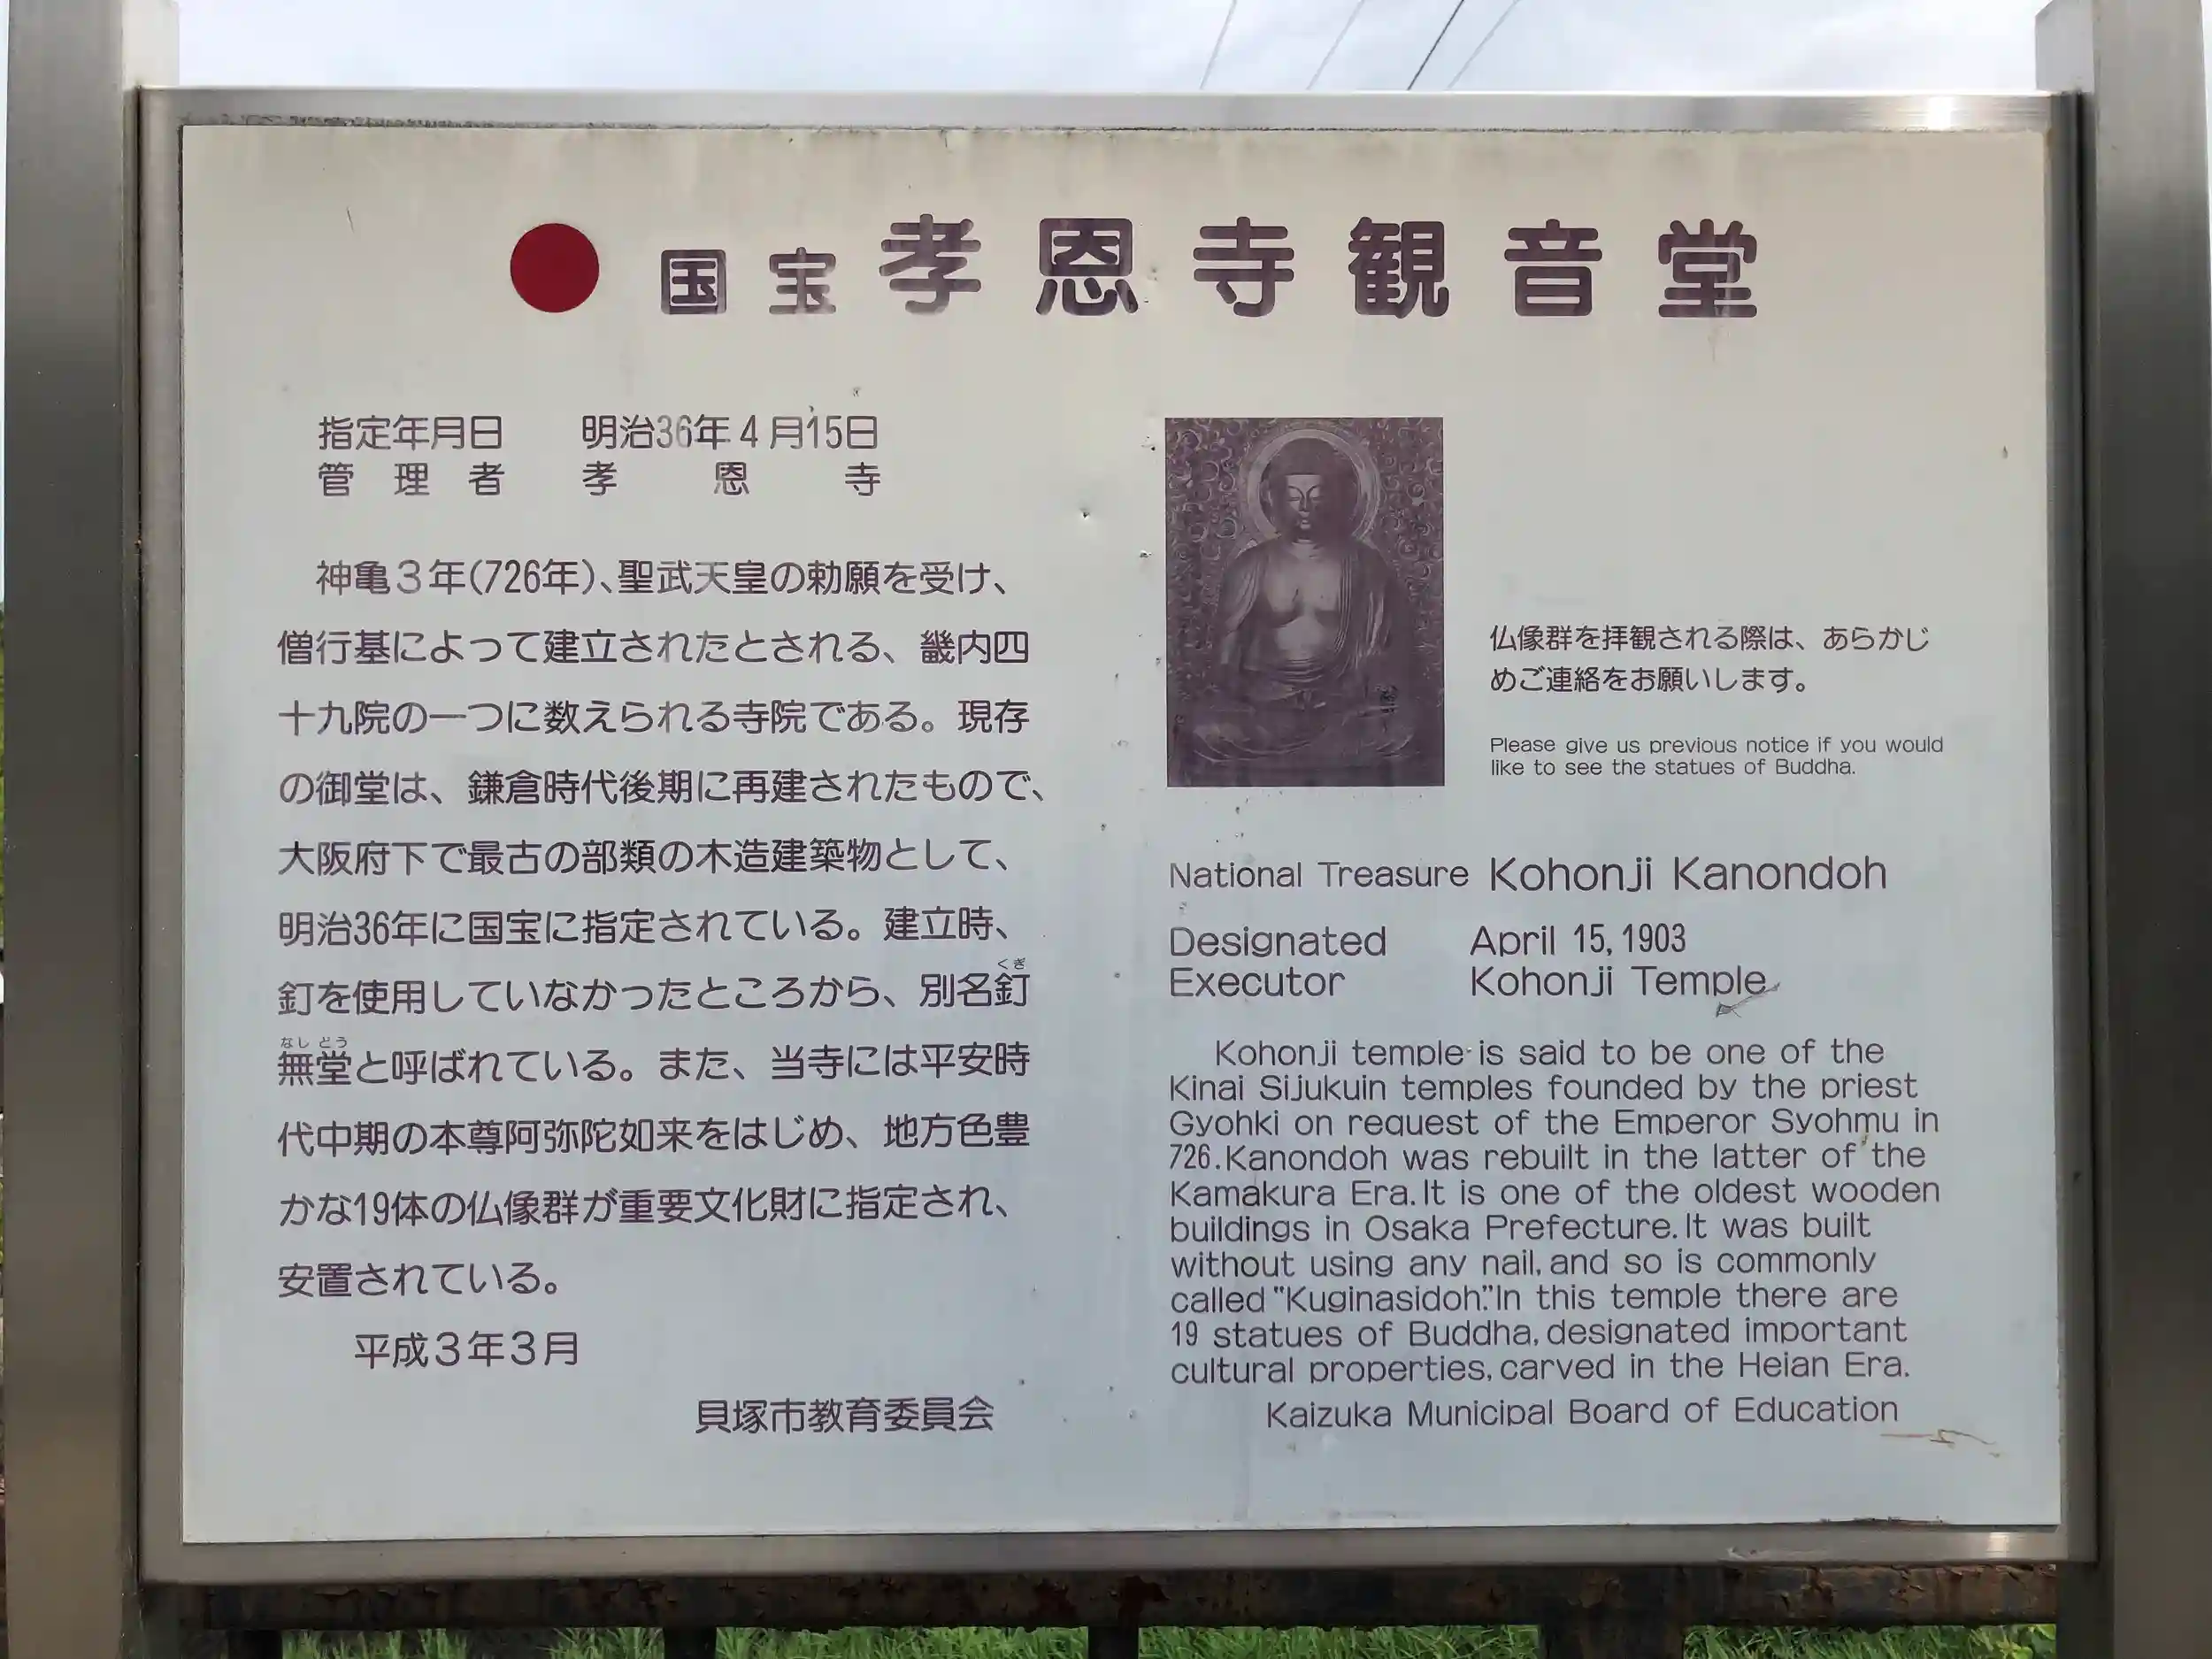 国宝 孝恩寺観音堂
指定年月日 明治36年4月15日
管理者 孝恩寺
神亀3年(726年)、聖武天皇の勅願を受け、
僧行基によって建立されたとされる、畿内四
十九院の一つに数えられる寺院である。現存
の御堂は、鎌倉時代後期に再建されたもので、
大阪府下で最古の部類の木造建築物として、
明治36年に国宝に指定されている。建立時、
くぎ
釘を使用していなかったところから、別名釘
なし どう
無堂と呼ばれている。また、当寺には平安時
代中期の本尊阿弥陀如来をはじめ、地方色豊
かな19体の仏像群が重要文化財に指定され、
安置されている。
平成3年3月
貝塚市教育委員会
仏像群を拝観される際は、あらかじ
めご連絡をお願いします。
Please give us previous notice if you would
like to see the statues of Buddha.
National Treasure Kohonji Kanondoh
Designated April 15, 1903
Executor Kohonji Temple
Kohonji temple is said to be one of the
Kinai Sijukuin temples founded by the priest
Gyohki on request of the Emperor Syohmu in
726. Kanondoh was rebuilt in the latter of the
Kamakura Era. It is one of the oldest wooden
buildings in Osaka Prefecture. It was built
without using any nail, and so is commonly
called "Kuginasidoh." In this temple there are
19 statues of Buddha, designated important
cultural properties, carved in the Heian Era.
Kaizuka Municipal Board of Education